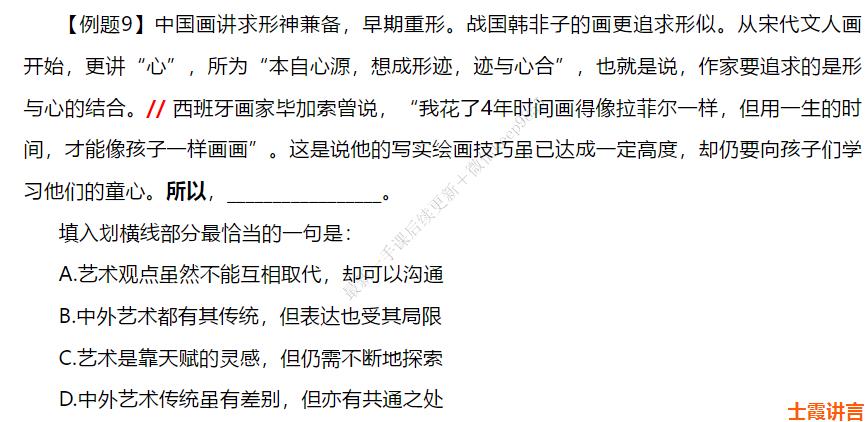 【例题9】中国画讲求形神兼备，早期重形。战国韩非子的画更追求形似。从宋代文人画
开始，更讲“心”，所为“本自心源，想成形迹，迹与心合”，也就是说，作家要追求的是形
与心的结合。// 西班牙画家毕加索曾说，“我花了4年时间画得像拉菲尔一样，但用一生的时
间，才能像孩子一样画画”。这是说他的写实绘画技巧虽已达成一定高度，却仍要向孩子们学
习他们的童心。所以，________________。
填入划横线部分最恰当的一句是：
A.艺术观点虽然不能互相取代，却可以沟通
B.中外艺术都有其传统，但表达也受其局限
C.艺术是靠天赋的灵感，但仍需不断地探索
D.中外艺术传统虽有差别，但亦有共通之处
士霞讲言